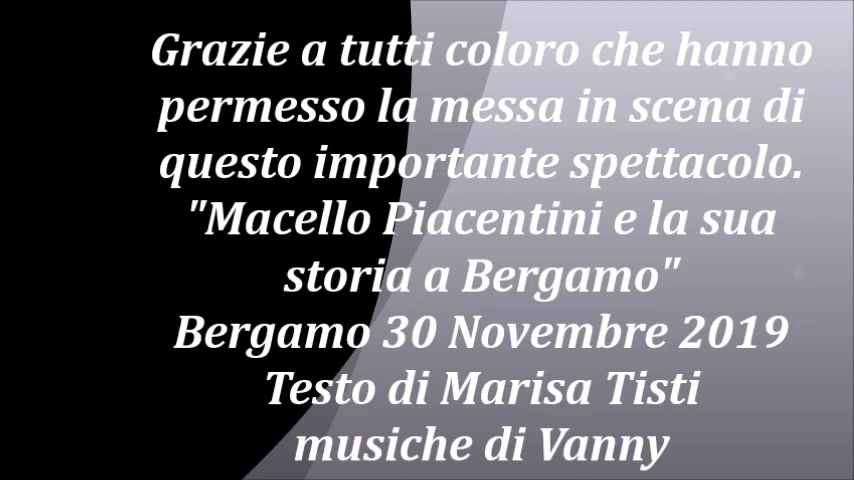 Grazie a tutti coloro che hanno
permesso la messa in scena di
questo importante spettacolo.
"Macello Piacentini e la sua
storia a Bergamo"
Bergamo 30 Novembre 2019
Testo di Marisa Tisti
musiche di Vanny